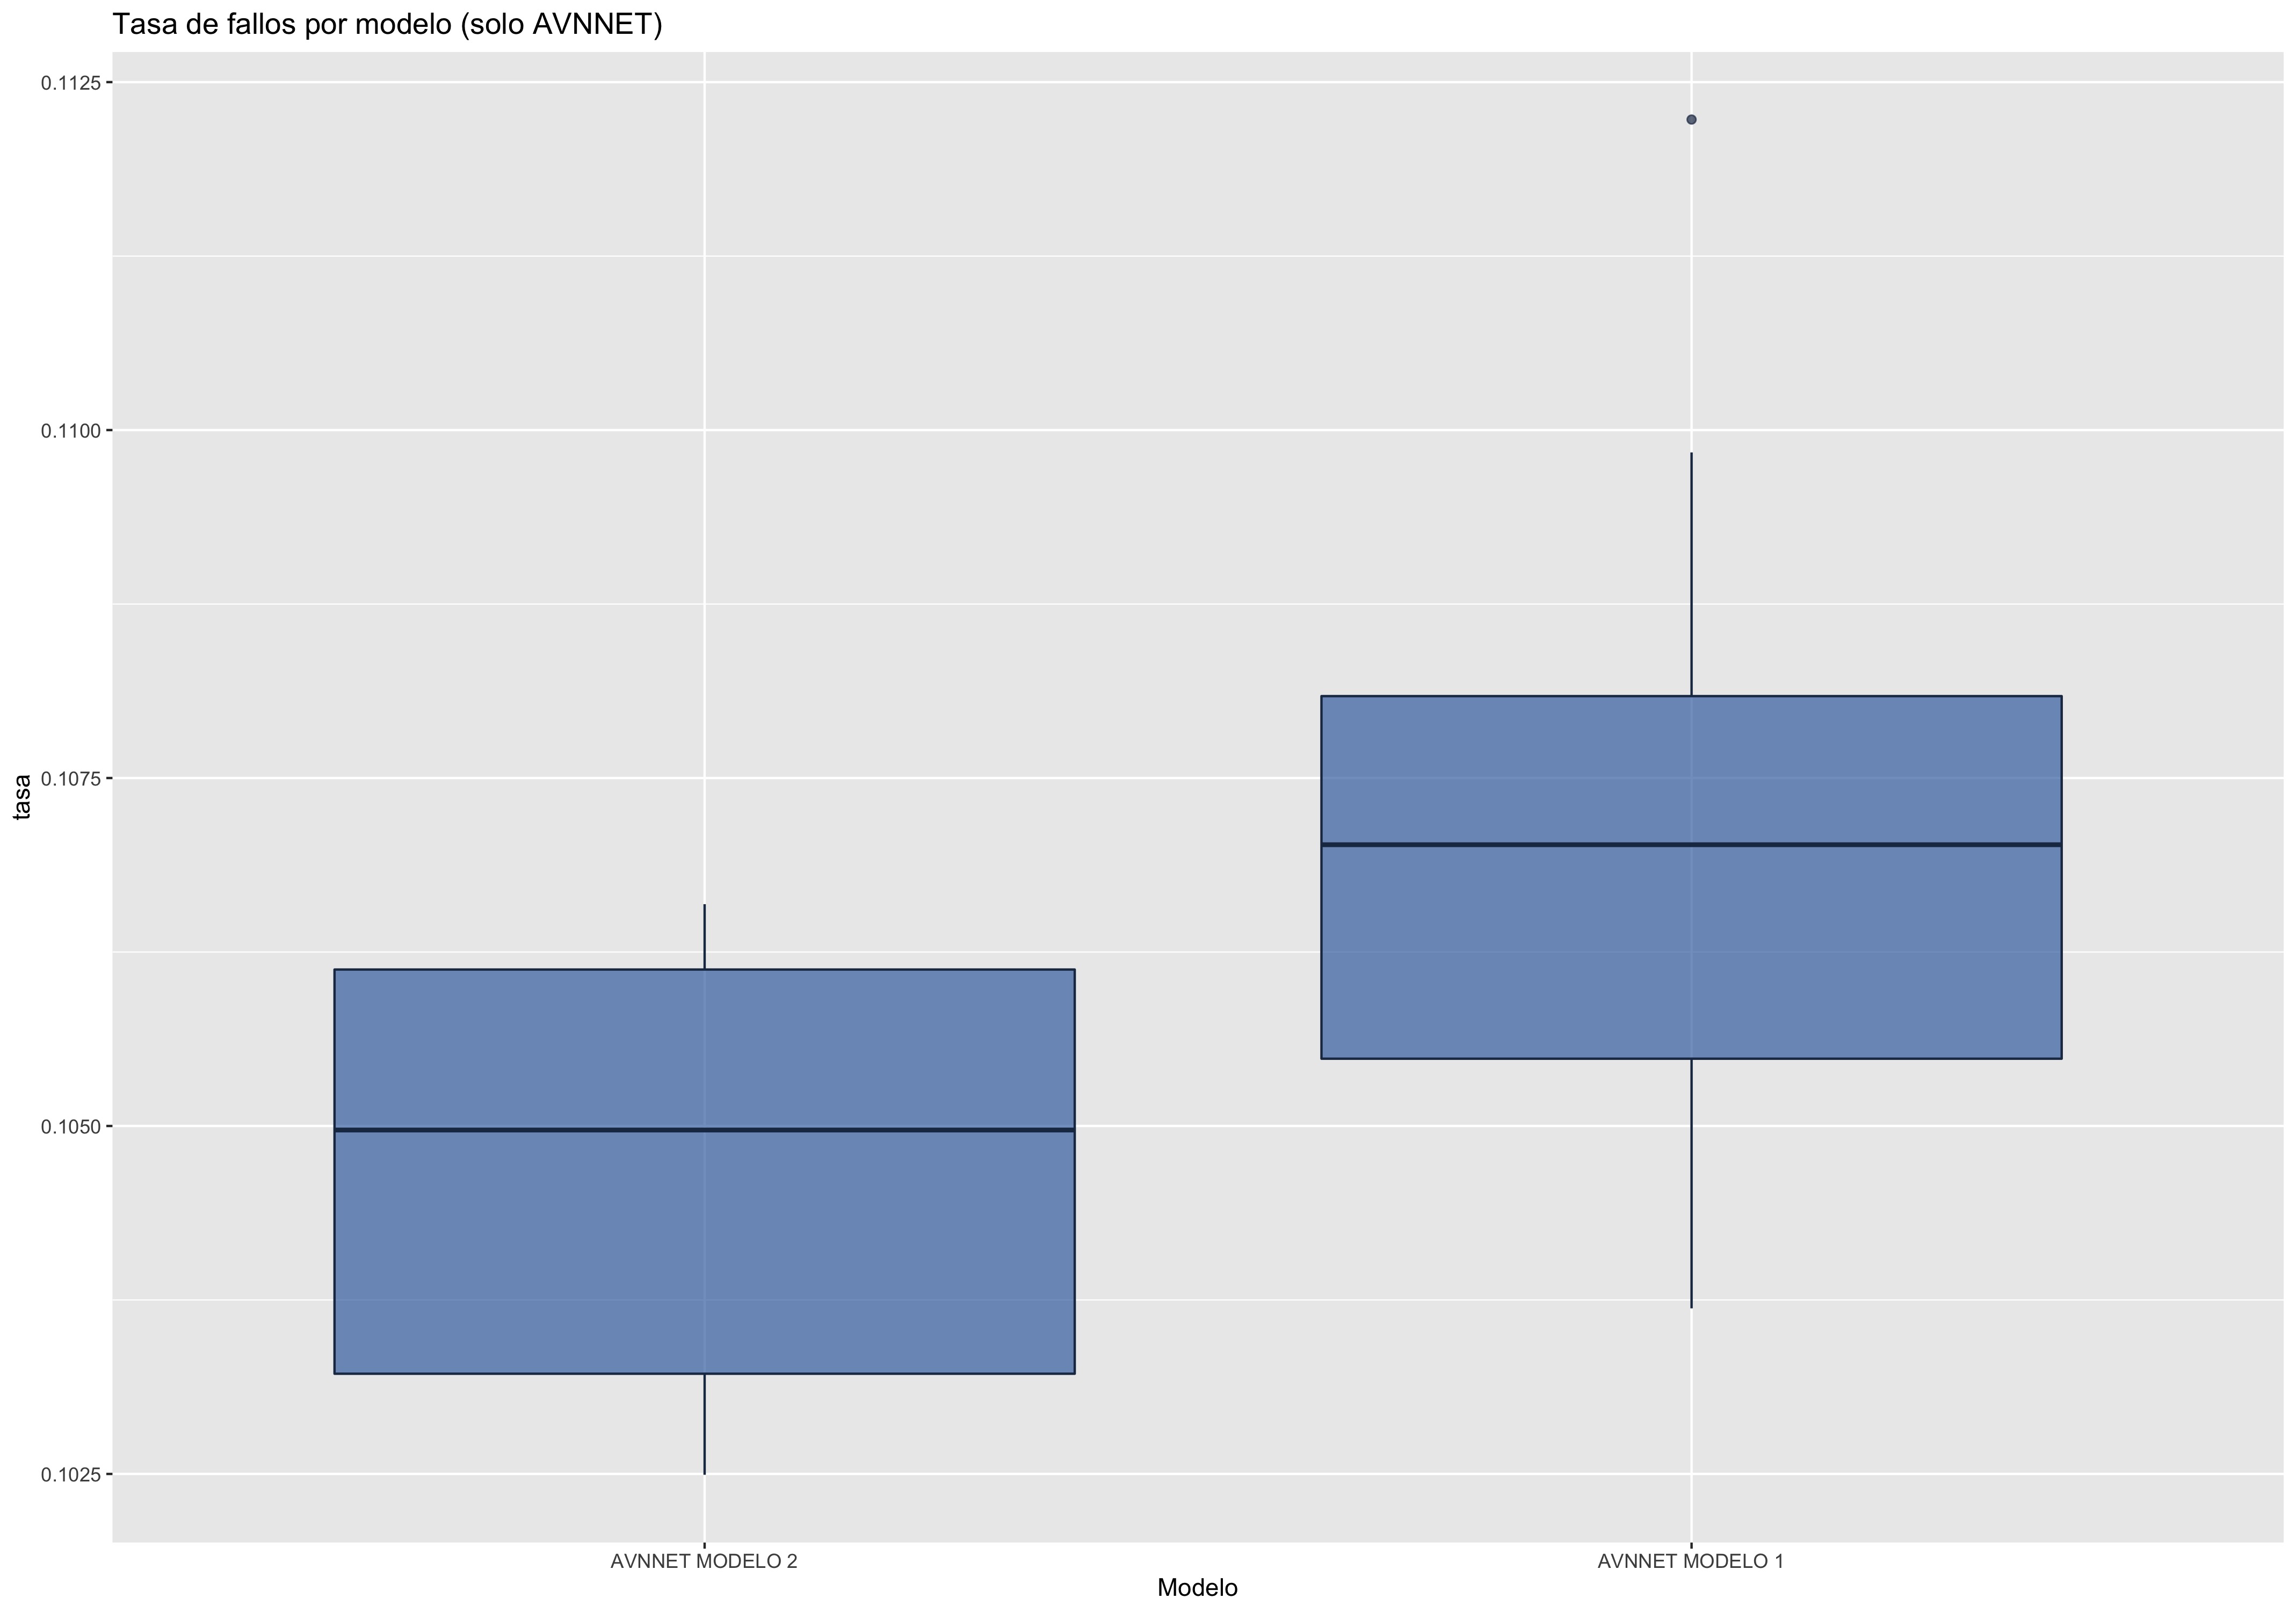 Tasa de fallos por modelo (solo AVNNET)
0.1125
0.1100
0.1075
0.1050
0.1025
tasa
AVNNET MODELO 2
AVNNET MODELO 1
Modelo